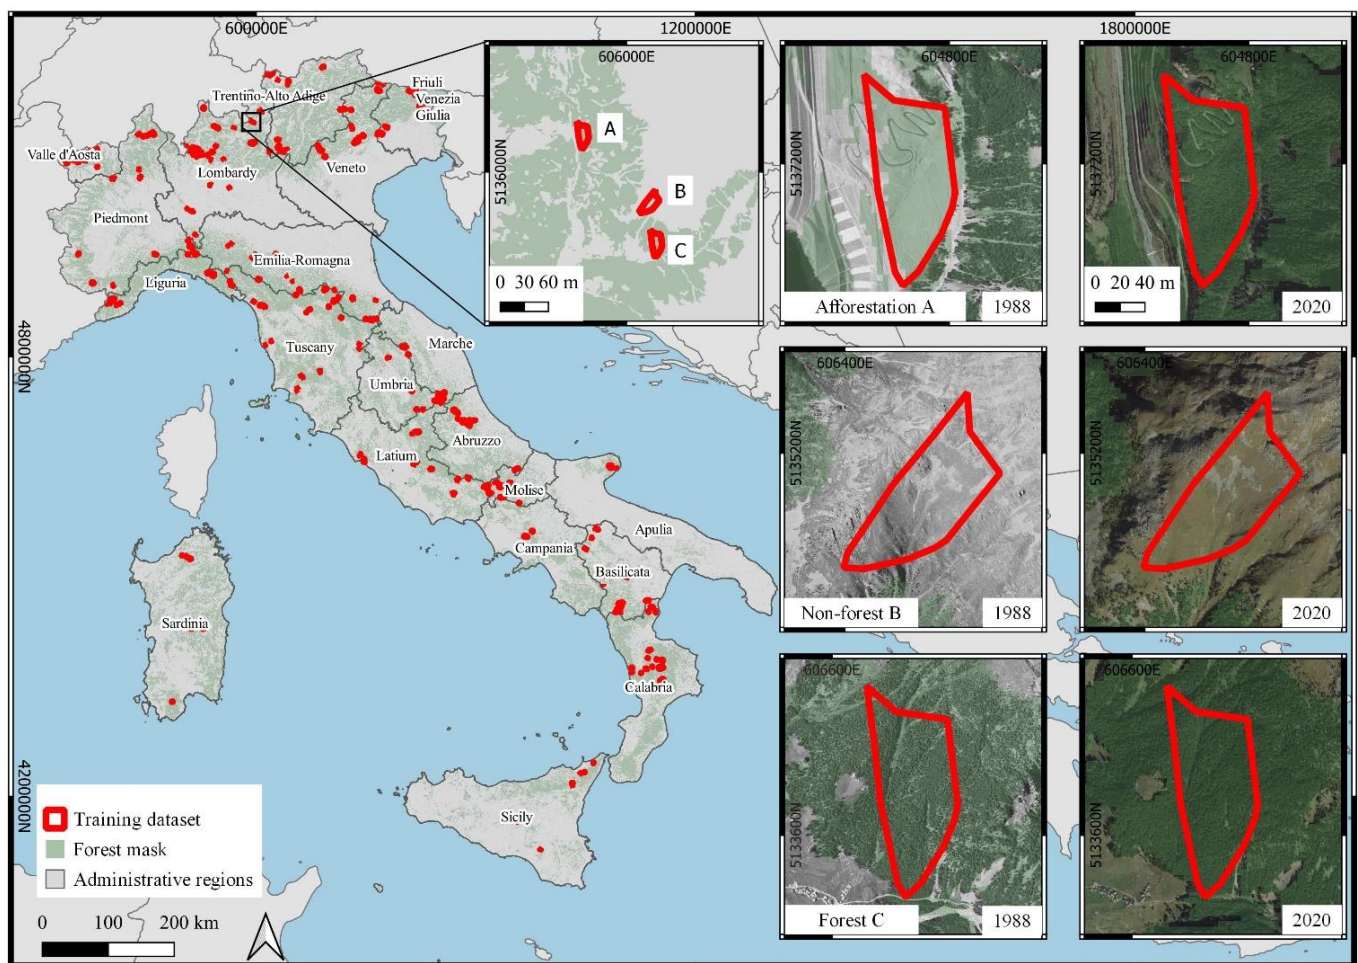 600000E
1200000E
1800000E
Friuli
Venezia
Giulia
Trentino-Alto Adige
Valle d'Aosta
Lombardy
Veneto
Piedmont
Emilia-Romagna
Liguria
Tuscany
Marche
Umbria
Abruzzo
Latium
Molise
Apulia
Campania
Basilicata
Sardinia
Calabria
Sicily
4800000N
4200000N
606000E
5136000N
A
B
C
0 30 60 m
604800E
5137200N
Afforestation A
1988
604800E
5137200N
0 20 40 m
2020
606400E
5135200N
Non-forest B
1988
606400E
5135200N
2020
606600E
5133600N
Forest C
1988
606600E
5133600N
2020
Training dataset
Forest mask
Administrative regions
0 100 200 km